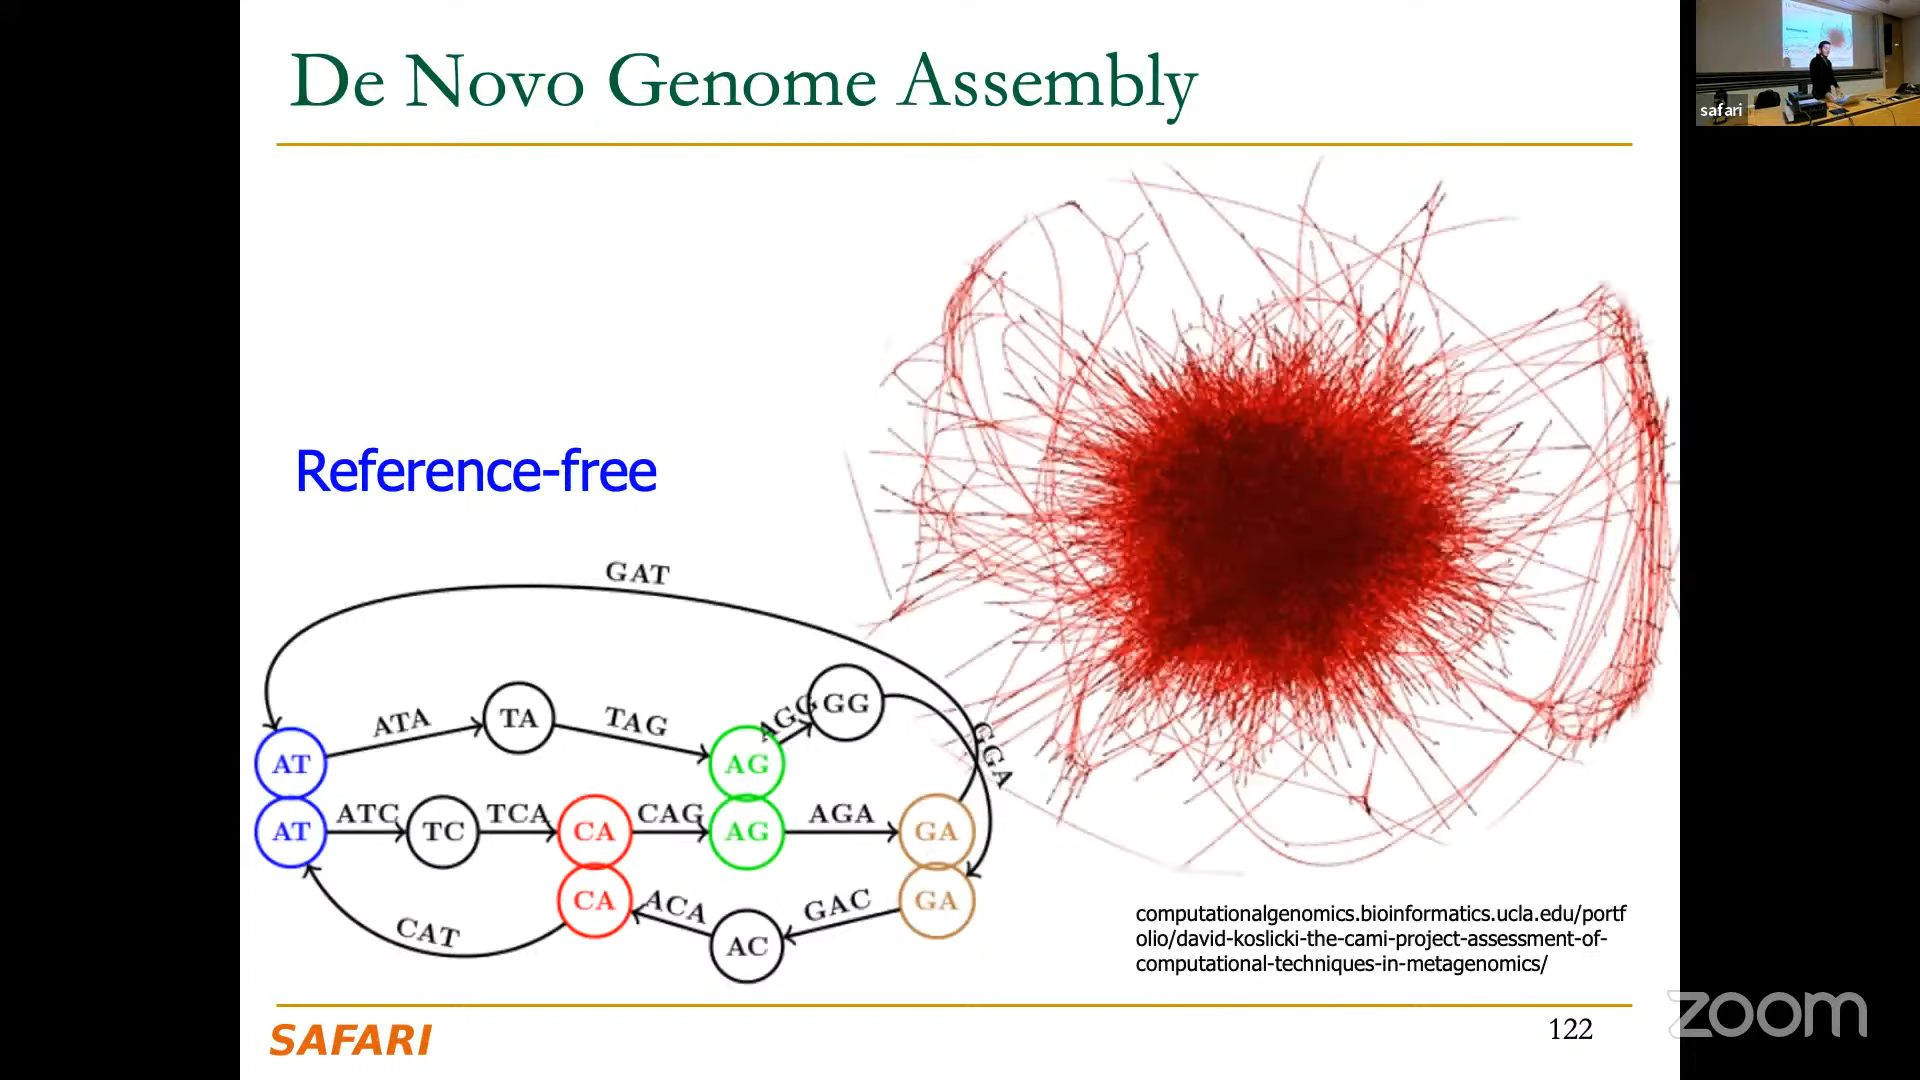 De Novo Genome Assembly
safari
Reference-free
GAT
ATA
TA
TAG
AGG
GG
GGA
AT
AG
AT
ATC
TC
TCA
CA
CAG
AG
AGA
GA
CA
ACA
AC
GAC
GA
CAT
computationalgenomics.bioinformatics.ucla.edu/portf
olio/david-koslicki-the-cami-project-assessment-of-
computational-techniques-in-metagenomics/
SAFARI
122
zoom